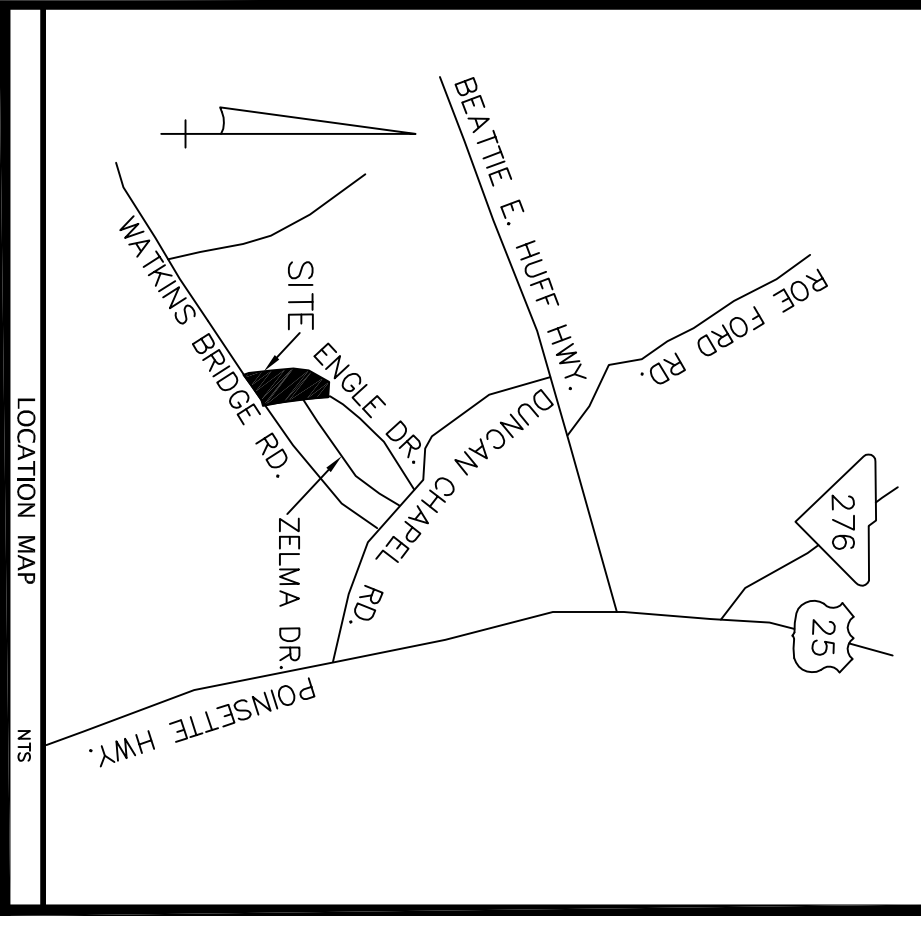 BEATTIE E. HUFF HWY.
ROE FORD RD.
WATKINS BRIDGE RD.
SITE
ENGLE DR.
DUNCAN CHAPEL RD.
276
25
ZELMA DR.
POINSETTE HWY.
LOCATION MAP
NTS